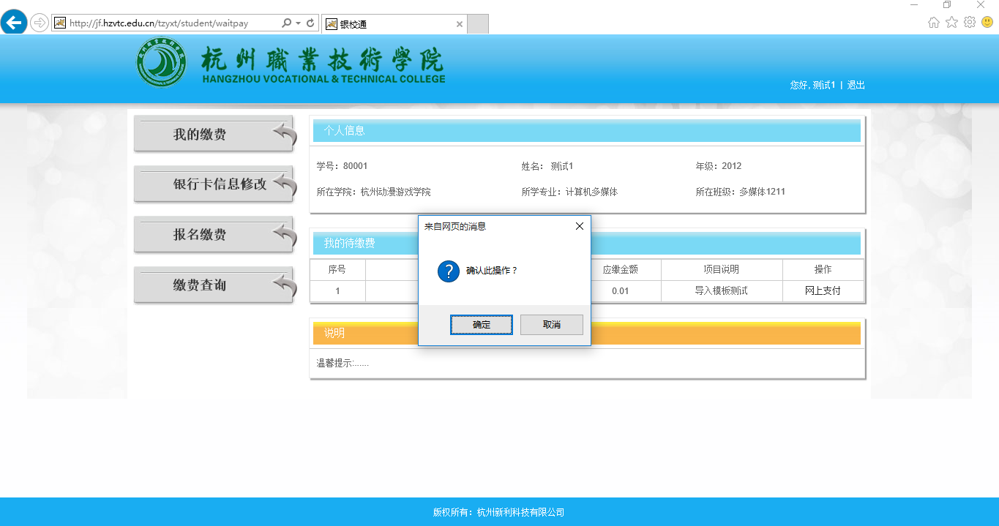 http://jf.hzvtc.edu.cn/tzyxt/student/waitpay
银校通
杭州職業技術學院
HANGZHOU VOCATIONAL & TECHNICAL COLLEGE
您好, 测试1 | 退出
我的缴费
银行卡信息修改
报名缴费
缴费查询
个人信息
学号：80001 姓名： 测试1 年级：2012
所在学院：杭州动漫游戏学院 所学专业：计算机多媒体 所在班级：多媒体1211
我的待缴费
序号 应缴金额 项目说明 操作
1 0.01 导入模板测试 网上支付
来自网页的消息
?
确认此操作？
确定 取消
说明
温馨提示:......
版权所有：杭州新利科技有限公司